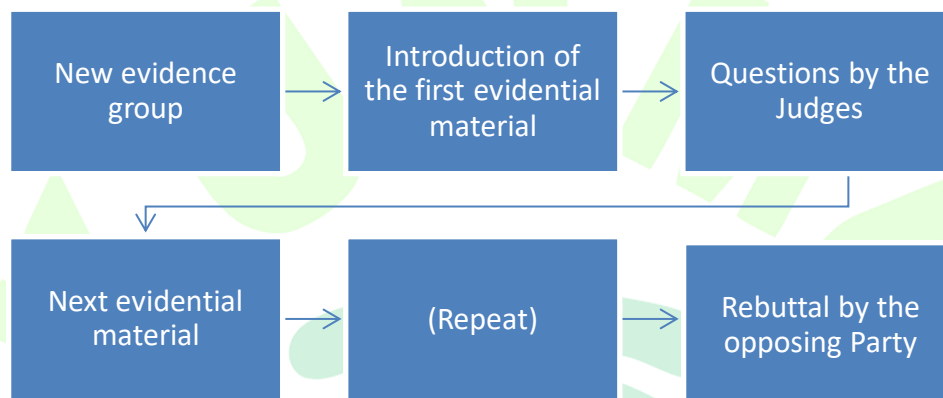 New evidence
group
Introduction of
the first evidential
material
Questions by the
Judges
Next evidential
material
(Repeat)
Rebuttal by the
opposing Party